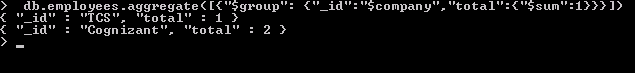 >  db.employees.aggregate([{"$group": {"_id":"$company","total":{"$sum":1}}}])
{ "_id" : "TCS", "total" : 1 }
{ "_id" : "Cognizant", "total" : 2 }
> _